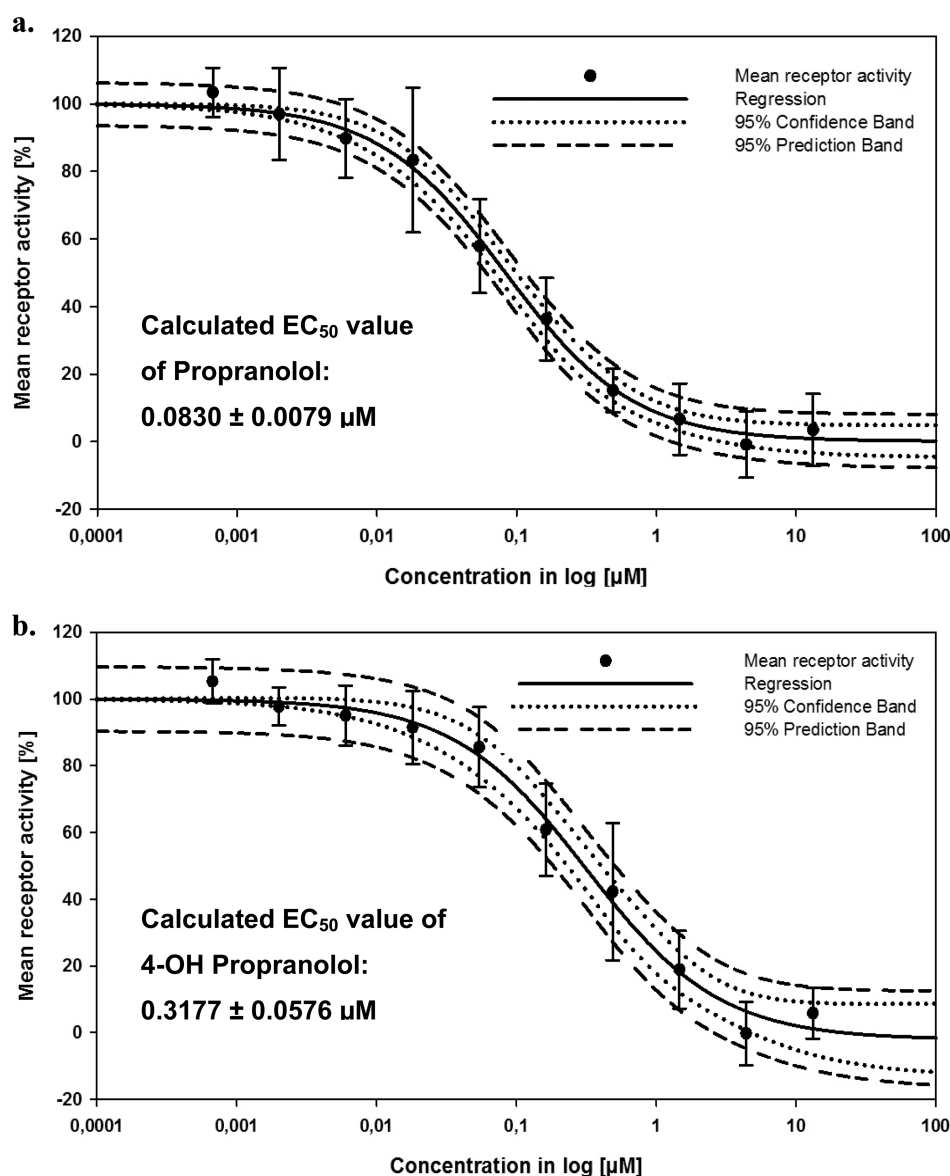 a.
120
100
80
60
40
20
0
-20
Mean receptor activity [%]
Mean receptor activity
Regression
95% Confidence Band
95% Prediction Band
Calculated EC₅₀ value
of Propranolol:
0.0830 ± 0.0079 µM
0,0001 0,001 0,01 0,1 1 10 100
Concentration in log [µM]
b.
120
100
80
60
40
20
0
-20
Mean receptor activity [%]
Mean receptor activity
Regression
95% Confidence Band
95% Prediction Band
Calculated EC₅₀ value of
4-OH Propranolol:
0.3177 ± 0.0576 µM
0,0001 0,001 0,01 0,1 1 10 100
Concentration in log [µM]